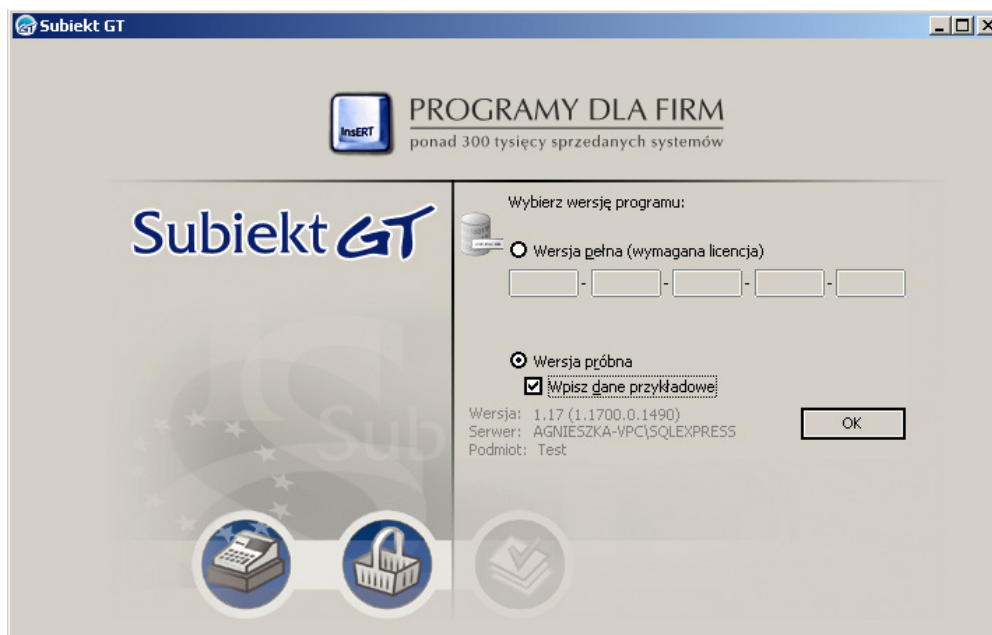 Subiekt GT
InsERT
PROGRAMY DLA FIRM
ponad 300 tysięcy sprzedanych systemów
Subiekt GT
Wybierz wersję programu:
Wersja pełna (wymagana licencja)
- - - -
Wersja próbna
Wpisz dane przykładowe
Wersja: 1.17 (1.1700.0.1490)
Serwer: AGNIESZKA-VPC\SQLEXPRESS
Podmiot: Test
OK
Sub